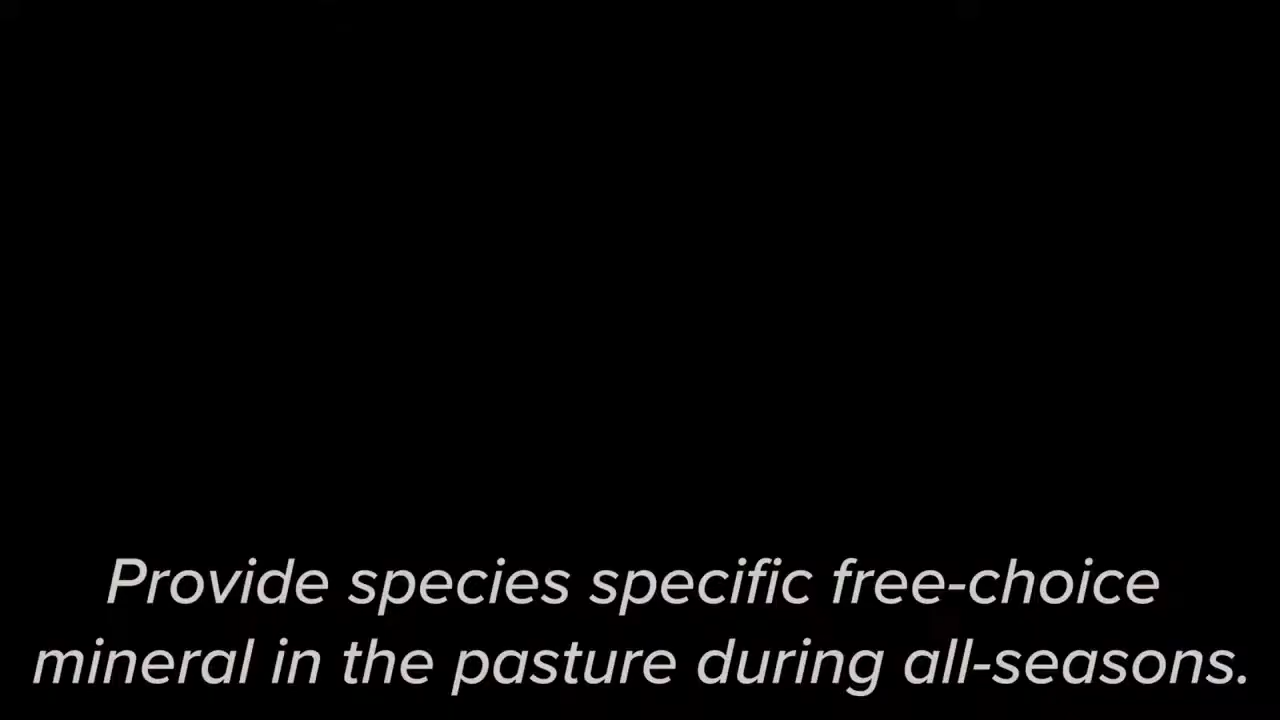 Provide species specific free-choice
mineral in the pasture during all-seasons.